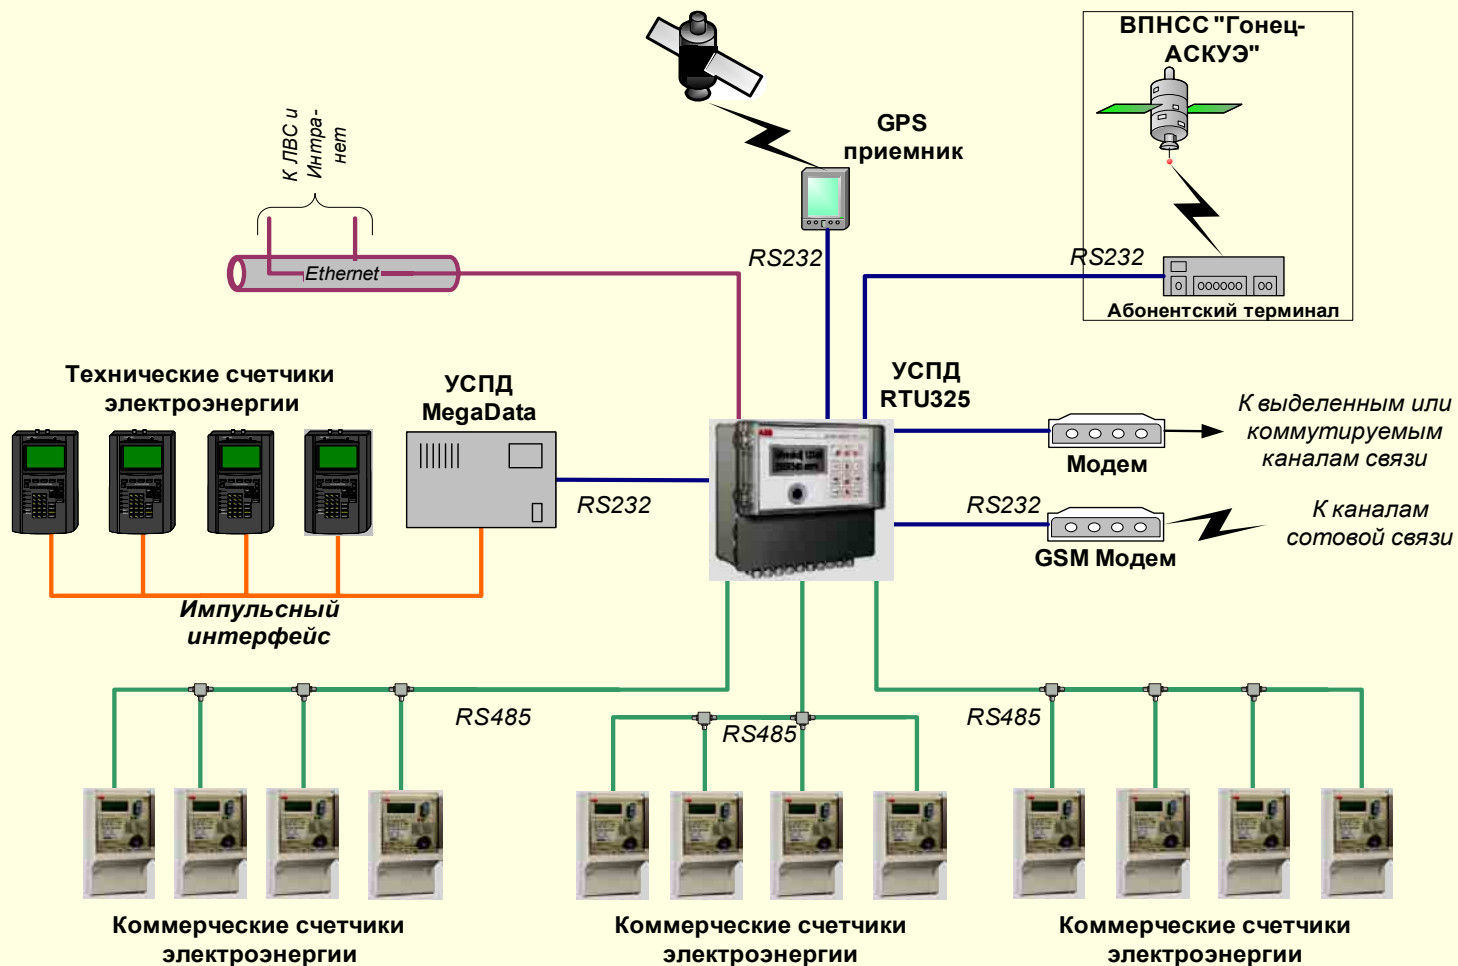 ВПНСС "Гонец-
АСКУЭ"
GPS
приемник
К ЛВС и
Интра-
нет
RS232
RS232
Ethernet
Абонентский терминал
Технические счетчики
электроэнергии
УСПД
MegaData
УСПД
RTU325
К выделенным или
коммутируемым
каналам связи
Модем
ABB
RS232
RS232
К каналам
сотовой связи
GSM Модем
Импульсный
интерфейс
RS485
RS485
RS485
Коммерческие счетчики
электроэнергии
Коммерческие счетчики
электроэнергии
Коммерческие счетчики
электроэнергии